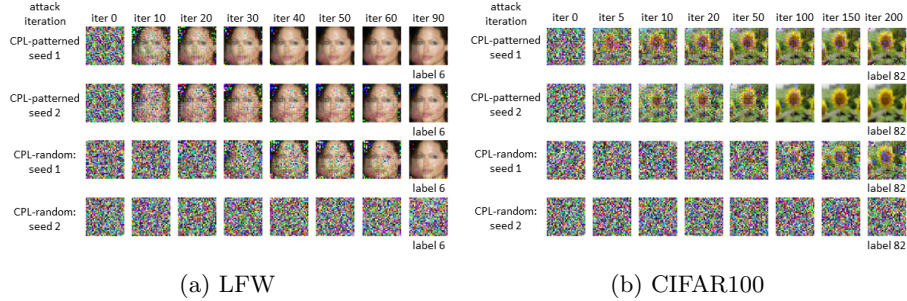 attack
iteration
iter 0 iter 10 iter 20 iter 30 iter 40 iter 50 iter 60 iter 90
CPL-patterned
seed 1
label 6
CPL-patterned
seed 2
label 6
CPL-random:
seed 1
label 6
CPL-random:
seed 2
label 6
(a) LFW
attack
iteration
iter 0 iter 5 iter 10 iter 20 iter 50 iter 100 iter 150 iter 200
CPL-patterned
seed 1
label 82
CPL-patterned
seed 2
label 82
CPL-random:
seed 1
label 82
CPL-random:
seed 2
label 82
(b) CIFAR100